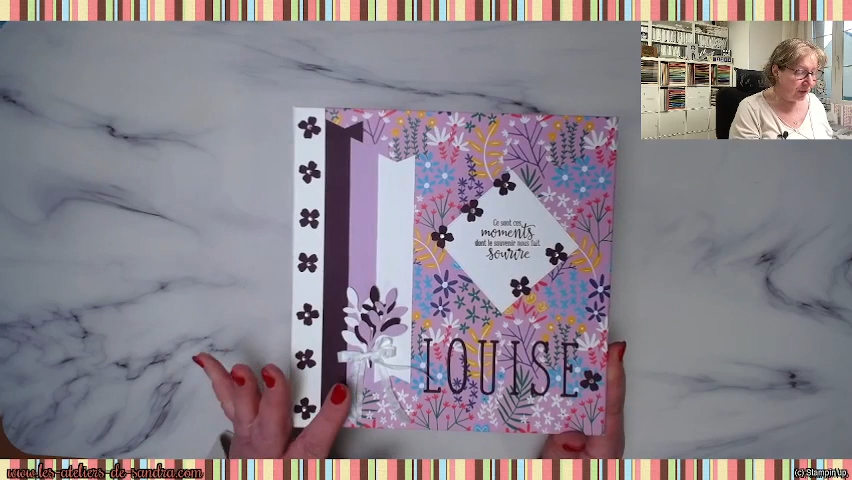 Ce sont ces
moments
dont le souvenir nous fait
sourire
LOUISE
www.les-ateliers-de-sandra.com
(c) Stampin'up